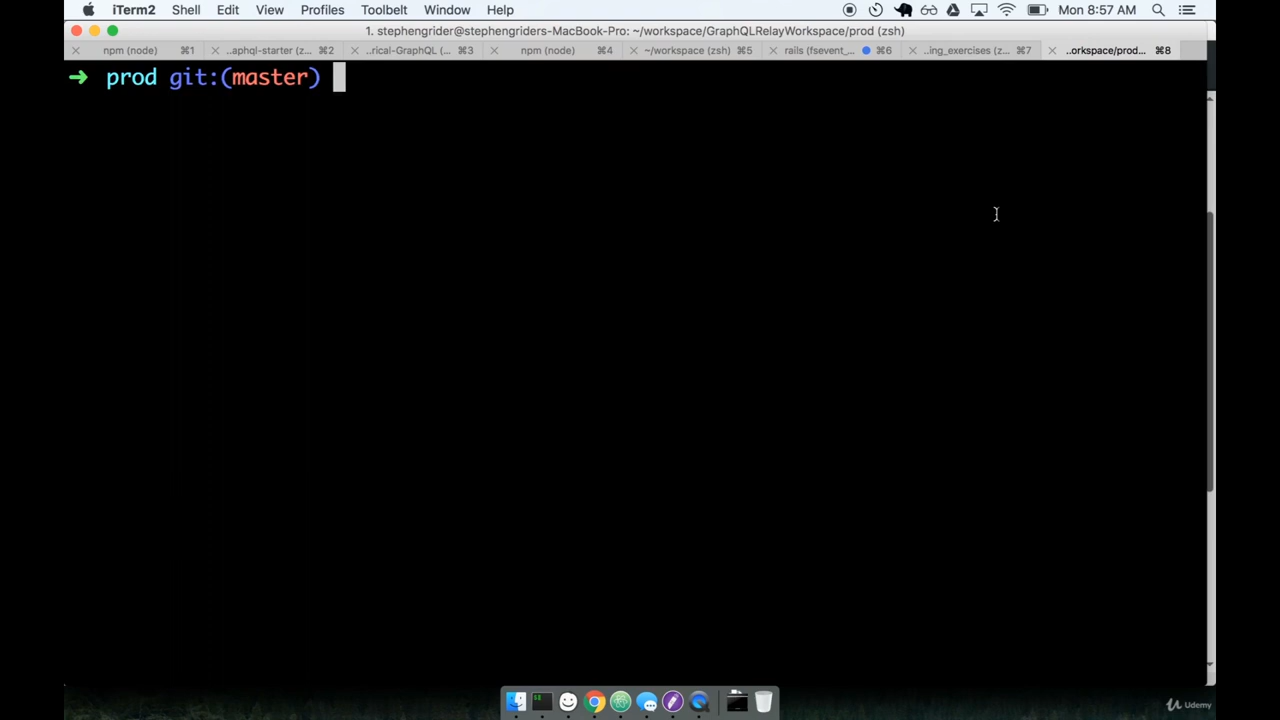 iTerm2 Shell Edit View Profiles Toolbelt Window Help Mon 8:57 AM
1. stephengrider@stephengriders-MacBook-Pro: ~/workspace/GraphQLRelayWorkspace/prod (zsh)
npm (node) ⌘1 ..aphql-starter (z... ⌘2 ..rical-GraphQL (... ⌘3 npm (node) ⌘4 ~/workspace (zsh) ⌘5 rails (fsevent_... ⌘6 ..ing_exercises (z... ⌘7 ..orkspace/prod... ⌘8
➜ prod git:(master)
Udemy